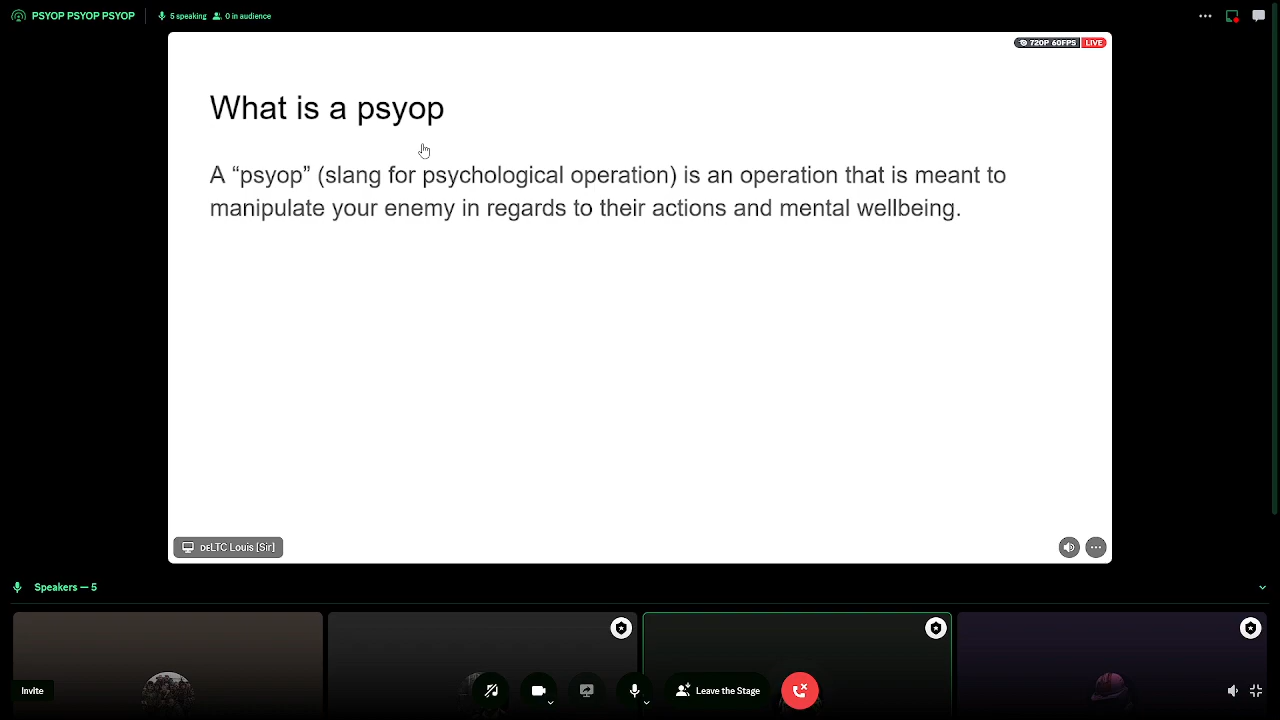 PSYOP PSYOP PSYOP
5 speaking 0 in audience
720P 60FPS LIVE
What is a psyop
A “psyop” (slang for psychological operation) is an operation that is meant to
manipulate your enemy in regards to their actions and mental wellbeing.
ᴅᴇLTC Louis [Sir]
Speakers — 5
Invite
Leave the Stage